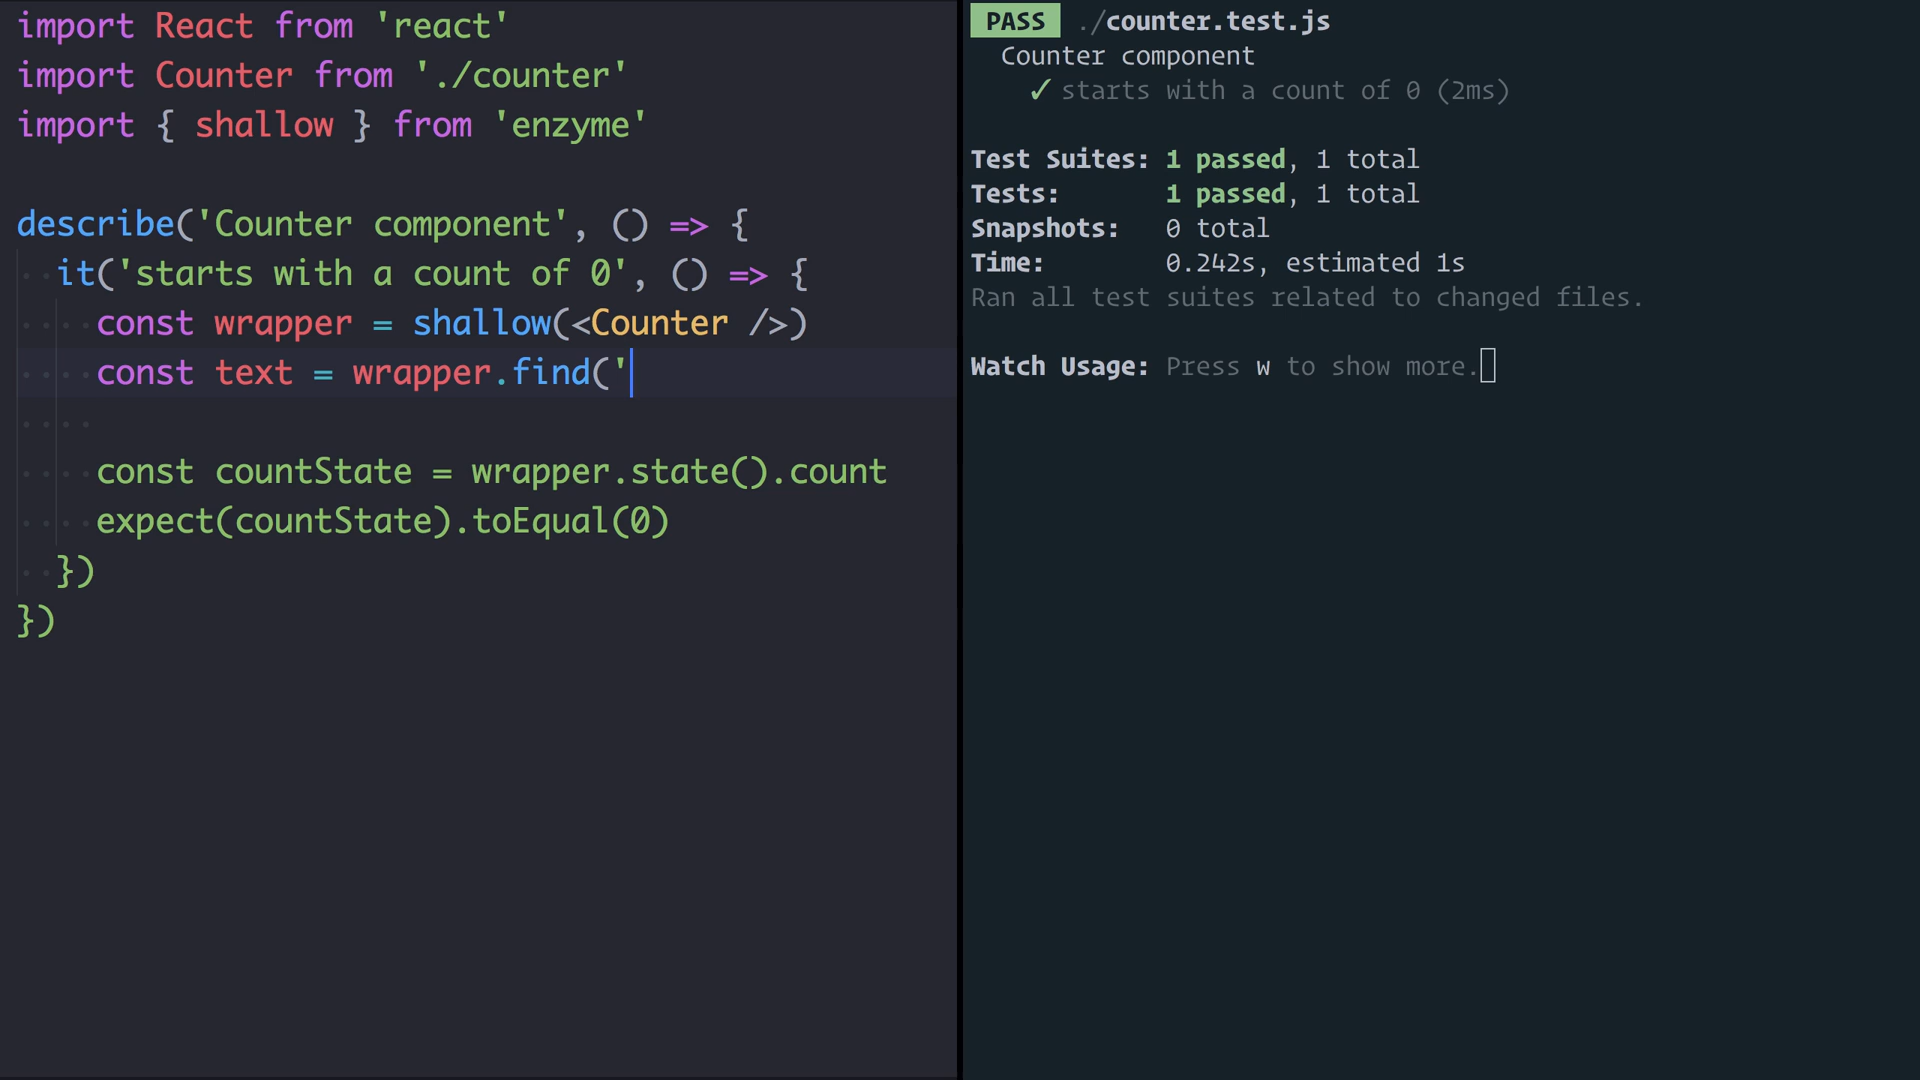 import React from 'react'
import Counter from './counter'
import { shallow } from 'enzyme'
describe('Counter component', () => {
it('starts with a count of 0', () => {
const wrapper = shallow(<Counter />)
const text = wrapper.find('
const countState = wrapper.state().count
expect(countState).toEqual(0)
})
})
PASS ./counter.test.js
Counter component
✓ starts with a count of 0 (2ms)
Test Suites: 1 passed, 1 total
Tests: 1 passed, 1 total
Snapshots: 0 total
Time: 0.242s, estimated 1s
Ran all test suites related to changed files.
Watch Usage: Press w to show more.